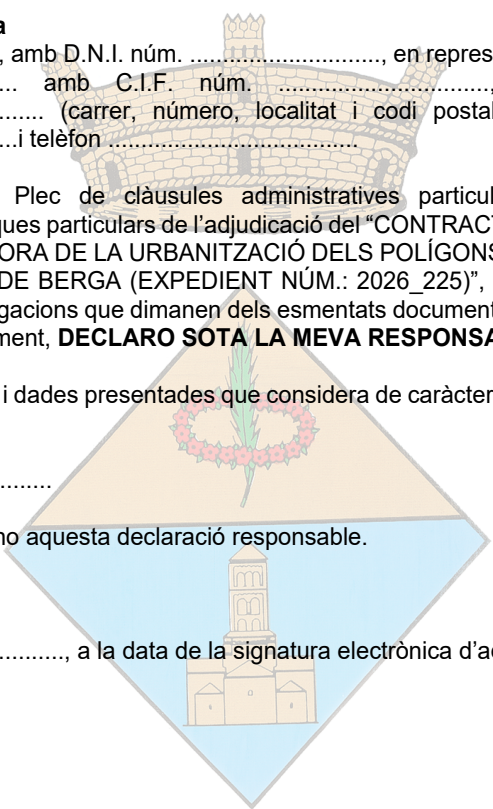 a
, amb D.N.I. núm. ............................., en repres
... amb C.I.F. núm. ................................,
........ (carrer, número, localitat i codi postal
...i telèfon .......................................
Plec de clàusules administratives particul
ques particulars de l’adjudicació del “CONTRACT
ORA DE LA URBANITZACIÓ DELS POLÍGONS
DE BERGA (EXPEDIENT NÚM.: 2026_225)”,
gacions que dimanen dels esmentats document
ment, DECLARO SOTA LA MEVA RESPONSA
i dades presentades que considera de caràcter
.........
no aquesta declaració responsable.
..........., a la data de la signatura electrònica d’a